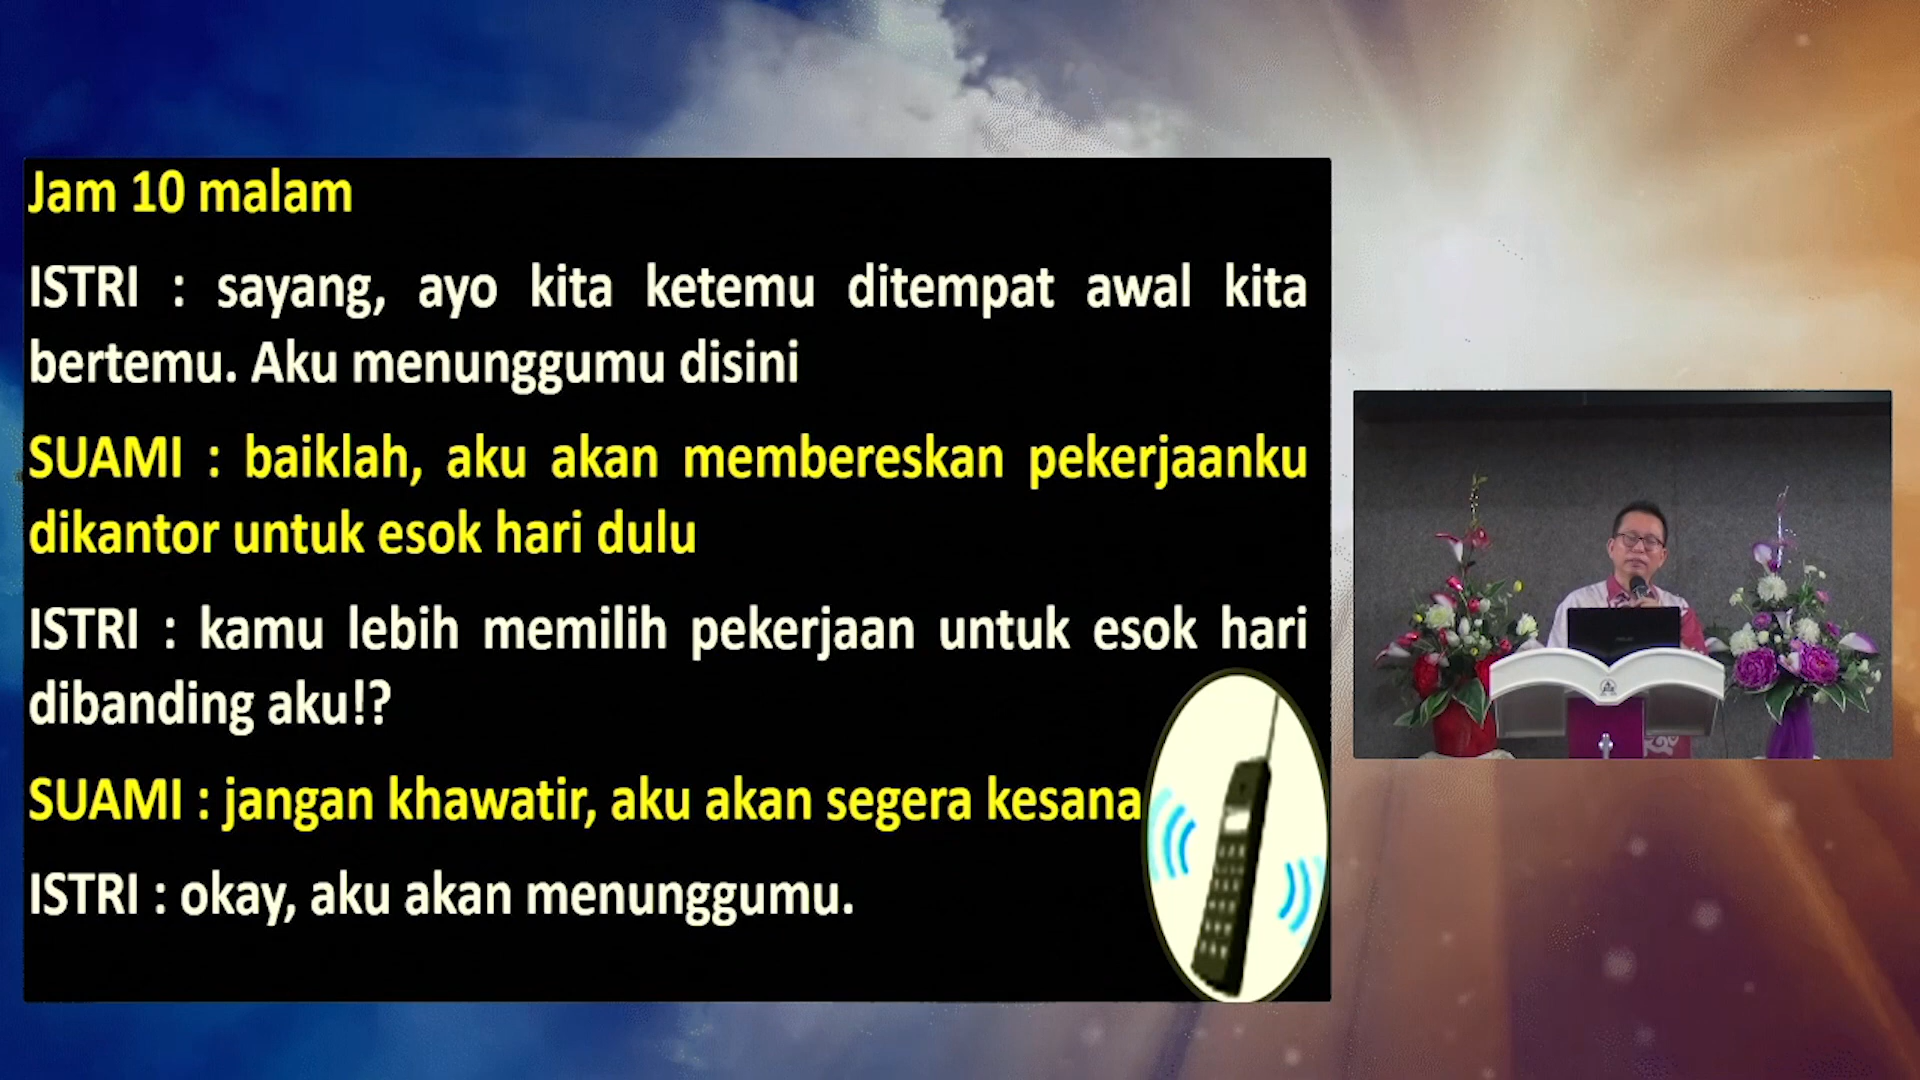 Jam 10 malam
ISTRI : sayang, ayo kita ketemu ditempat awal kita
bertemu. Aku menunggumu disini
SUAMI : baiklah, aku akan membereskan pekerjaanku
dikantor untuk esok hari dulu
ISTRI : kamu lebih memilih pekerjaan untuk esok hari
dibanding aku!?
SUAMI : jangan khawatir, aku akan segera kesana
ISTRI : okay, aku akan menunggumu.